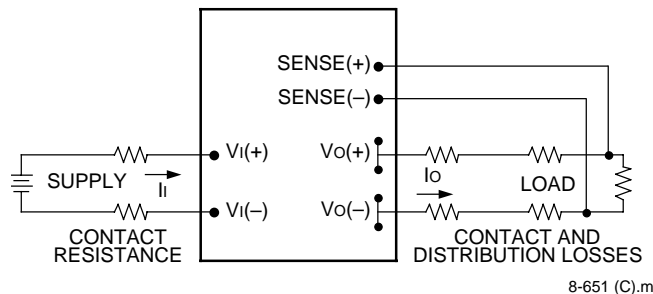 SENSE(+)
SENSE(–)
VI(+)
VO(+)
SUPPLY
II
IO
LOAD
VI(–)
VO(–)
CONTACT
RESISTANCE
CONTACT AND
DISTRIBUTION LOSSES
8-651 (C).m